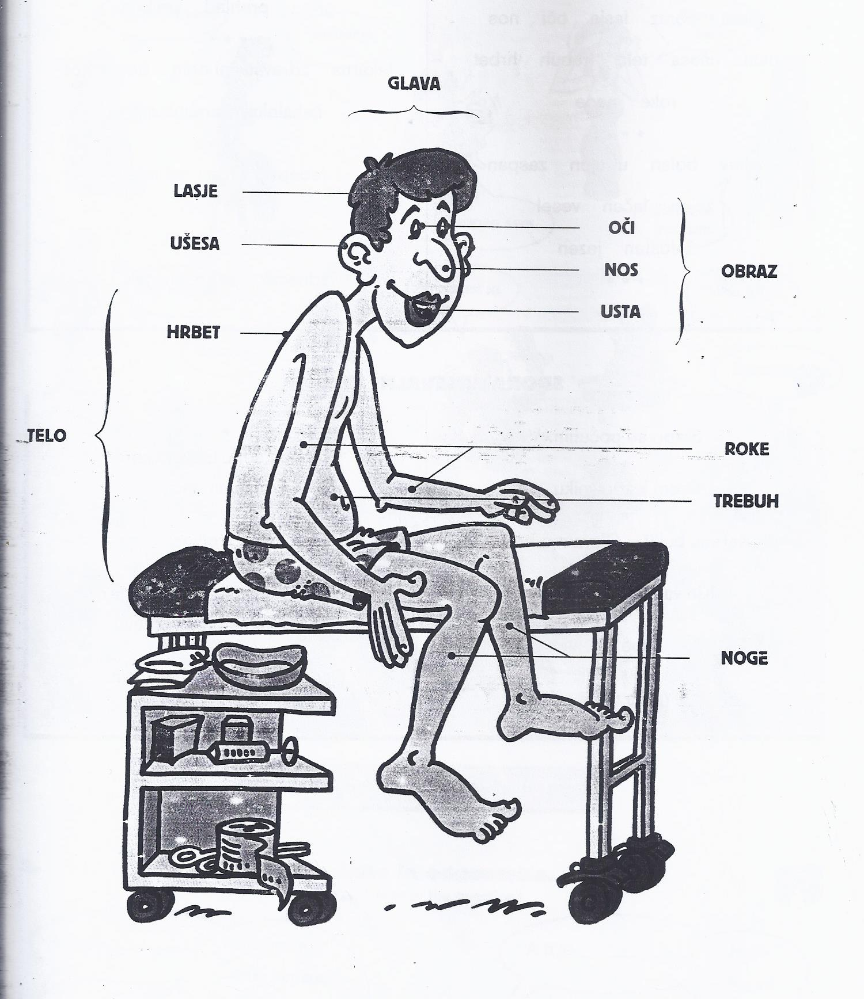 GLAVA
LASJE
UŠESA
OČI
NOS
OBRAZ
USTA
HRBET
TELO
ROKE
TREBUH
NOGE